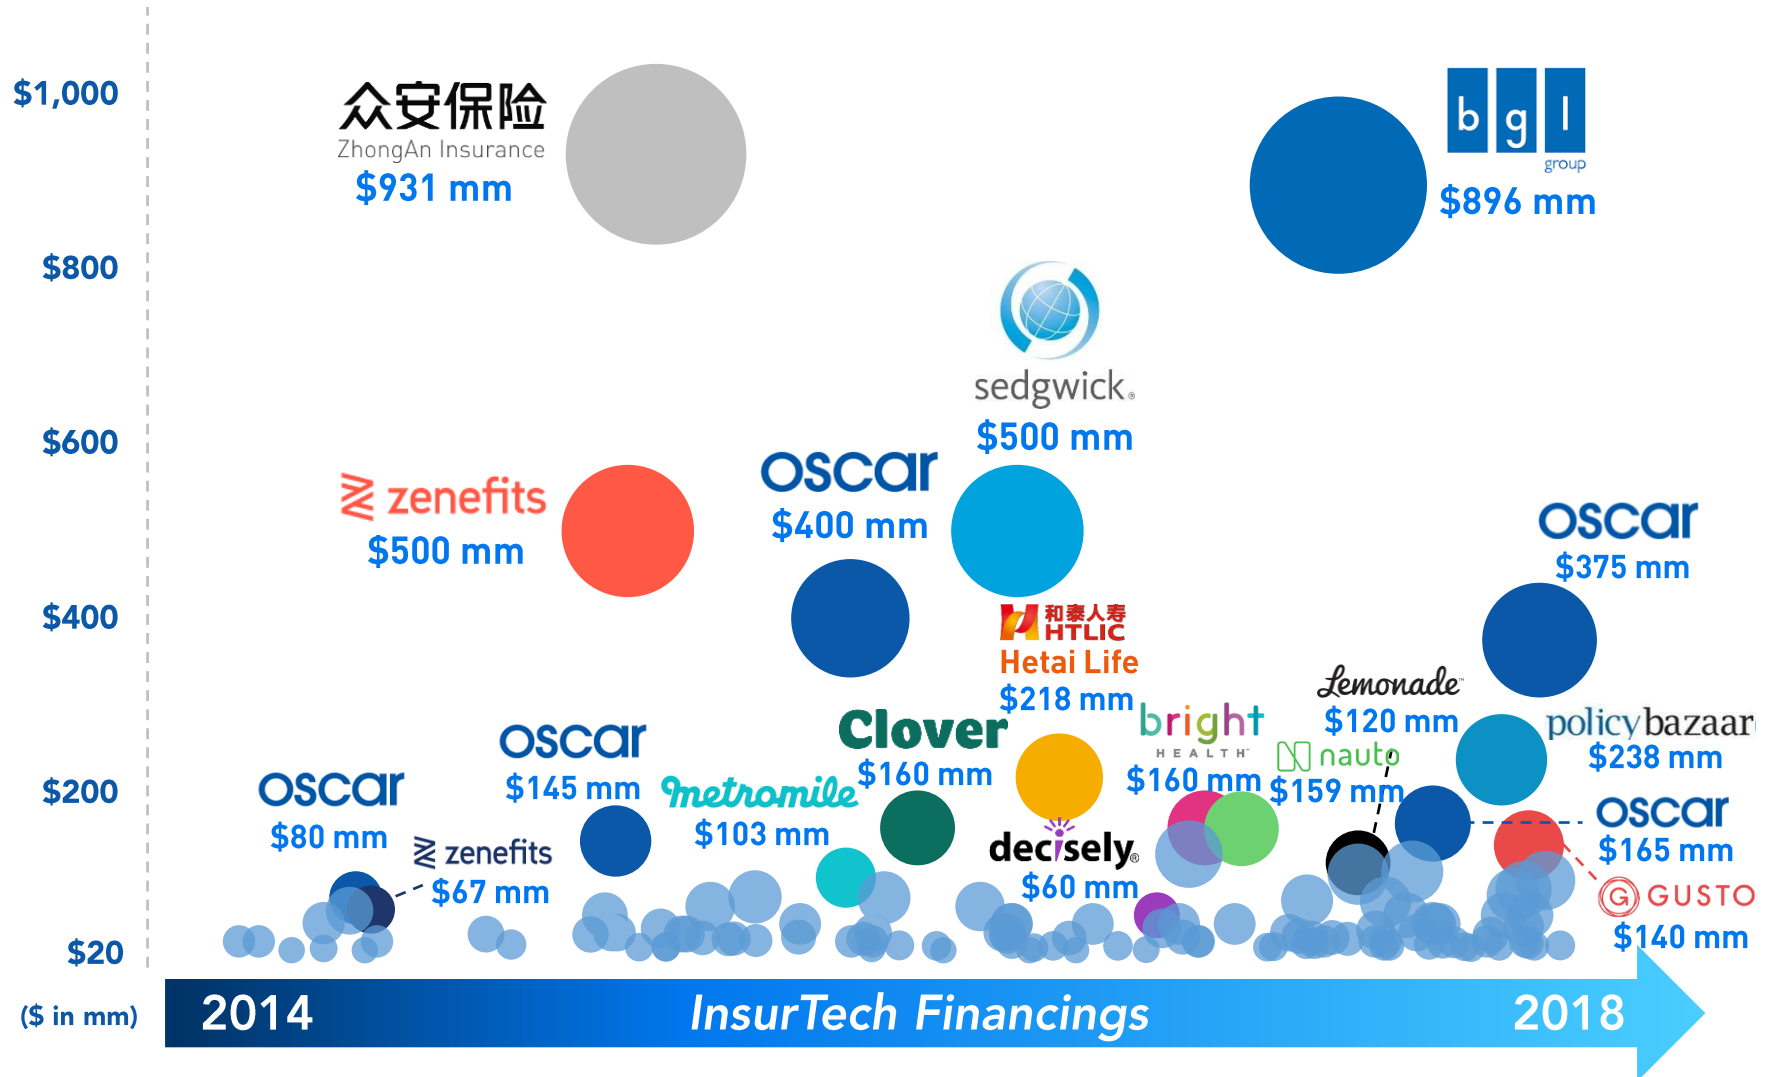 $1,000
$800
$600
$400
$200
$20
($ in mm)
众安保险
ZhongAn Insurance
$931 mm
bgl
group
$896 mm
sedgwick®
$500 mm
zenefits
$500 mm
oscar
$400 mm
oscar
$375 mm
和泰人寿
HTLIC
Hetai Life
$218 mm
Lemonade™
$120 mm
policybazaar
$238 mm
Clover
$160 mm
bright
HEALTH™
$160 mm
nauto
$159 mm
oscar
$145 mm
oscar
$80 mm
metromile
$103 mm
zenefits
$67 mm
decisely®
$60 mm
oscar
$165 mm
G GUSTO
$140 mm
2014 InsurTech Financings 2018